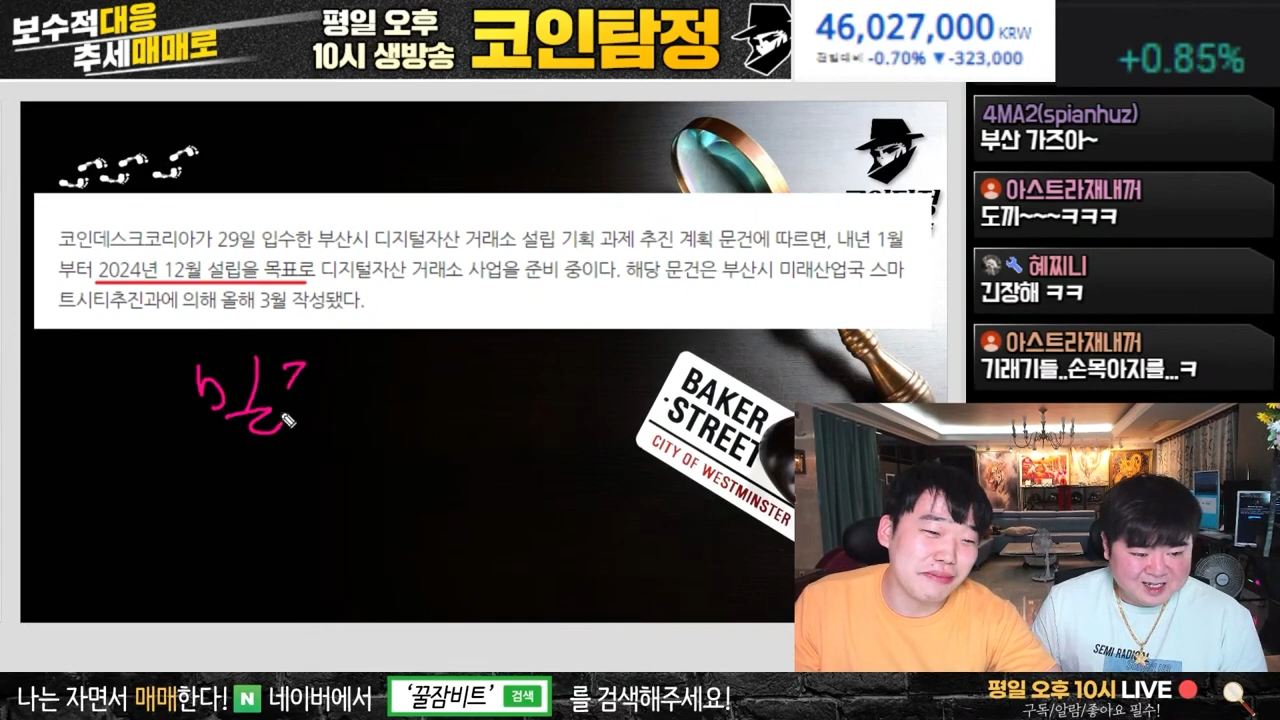 보수적대응
추세매매로
평일 오후
10시 생방송
코인탐정
46,027,000 KRW
전일대비 -0.70% ▼-323,000
+0.85%
코인데스크코리아가 29일 입수한 부산시 디지털자산 거래소 설립 기획 과제 추진 계획 문건에 따르면, 내년 1월
부터 2024년 12월 설립을 목표로 디지털자산 거래소 사업을 준비 중이다. 해당 문건은 부산시 미래산업국 스마
트시티추진과에 의해 올해 3월 작성됐다.
BAKER
STREET
CITY OF WESTMINSTER
4MA2(spianhuz)
부산 가즈아~
아스트라재내꺼
도끼~~~ㅋㅋㅋ
혜찌니
긴장해 ㅋㅋ
아스트라재내꺼
기래기들..손목아지를...ㅋ
나는 자면서 매매한다! N 네이버에서 '꿀잠비트' 검색 를 검색해주세요!
평일 오후 10시 LIVE
구독/알람/좋아요 필수!